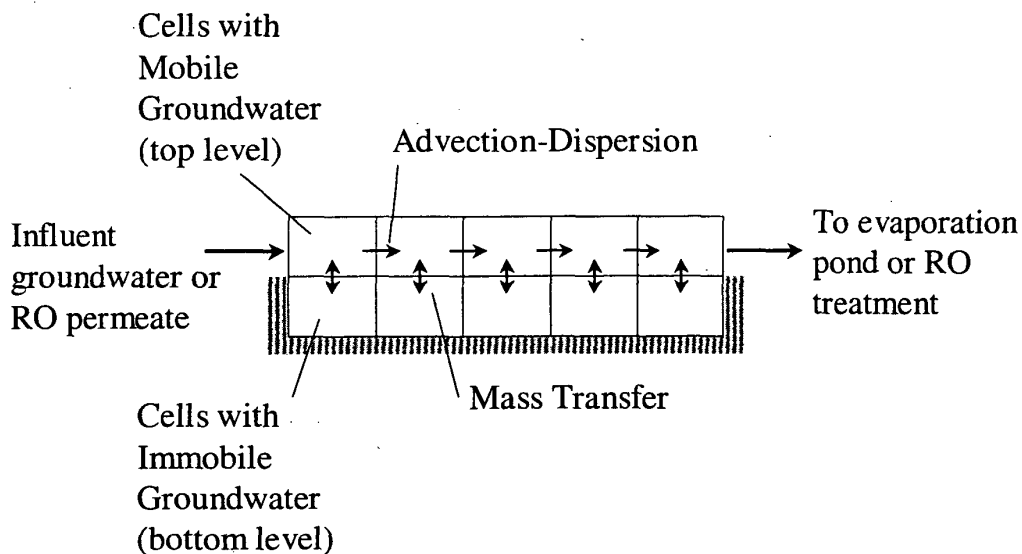 Cells with
Mobile
Groundwater
(top level)
Advection-Dispersion
Influent
groundwater or
RO permeate
To evaporation
pond or RO
treatment
Mass Transfer
Cells with
Immobile
Groundwater
(bottom level)